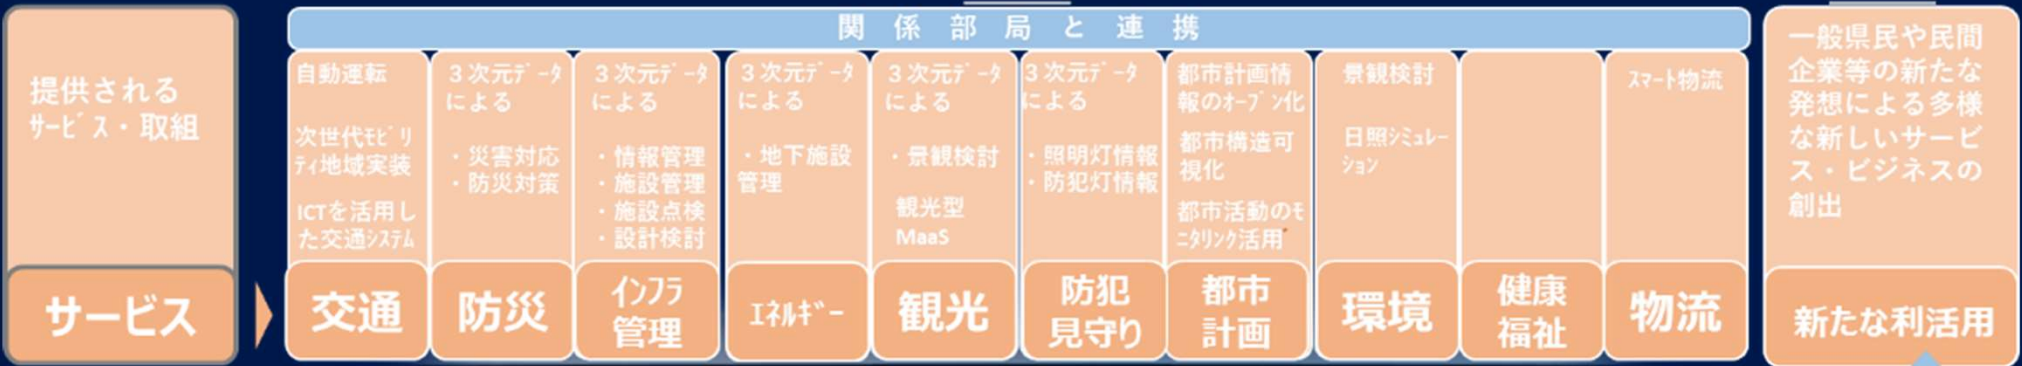 関係部局と連携
提供される
ｻｰﾋﾞｽ・取組
サービス
自動運転
次世代ﾓﾋﾞﾘ
ﾃｨ地域実装
ICTを活用し
た交通ｼｽﾃﾑ
交通
３次元ﾃﾞｰﾀ
による
・災害対応
・防災対策
防災
３次元ﾃﾞｰﾀ
による
・情報管理
・施設管理
・施設点検
・設計検討
ｲﾝﾌﾗ
管理
３次元ﾃﾞｰﾀ
による
・地下施設
管理
ｴﾈﾙｷﾞｰ
３次元ﾃﾞｰﾀ
による
・景観検討
観光型
MaaS
観光
３次元ﾃﾞｰﾀ
による
・照明灯情報
・防犯灯情報
防犯
見守り
都市計画情
報のｵｰﾌﾟﾝ化
都市構造可
視化
都市活動のﾓ
ﾆﾀﾘﾝｸ活用
都市
計画
景観検討
日照ｼﾐｭﾚｰ
ｼｮﾝ
環境
健康
福祉
ｽﾏｰﾄ物流
物流
一般県民や民間
企業等の新たな
発想による多様
な新しいサービ
ス・ビジネスの
創出
新たな利活用